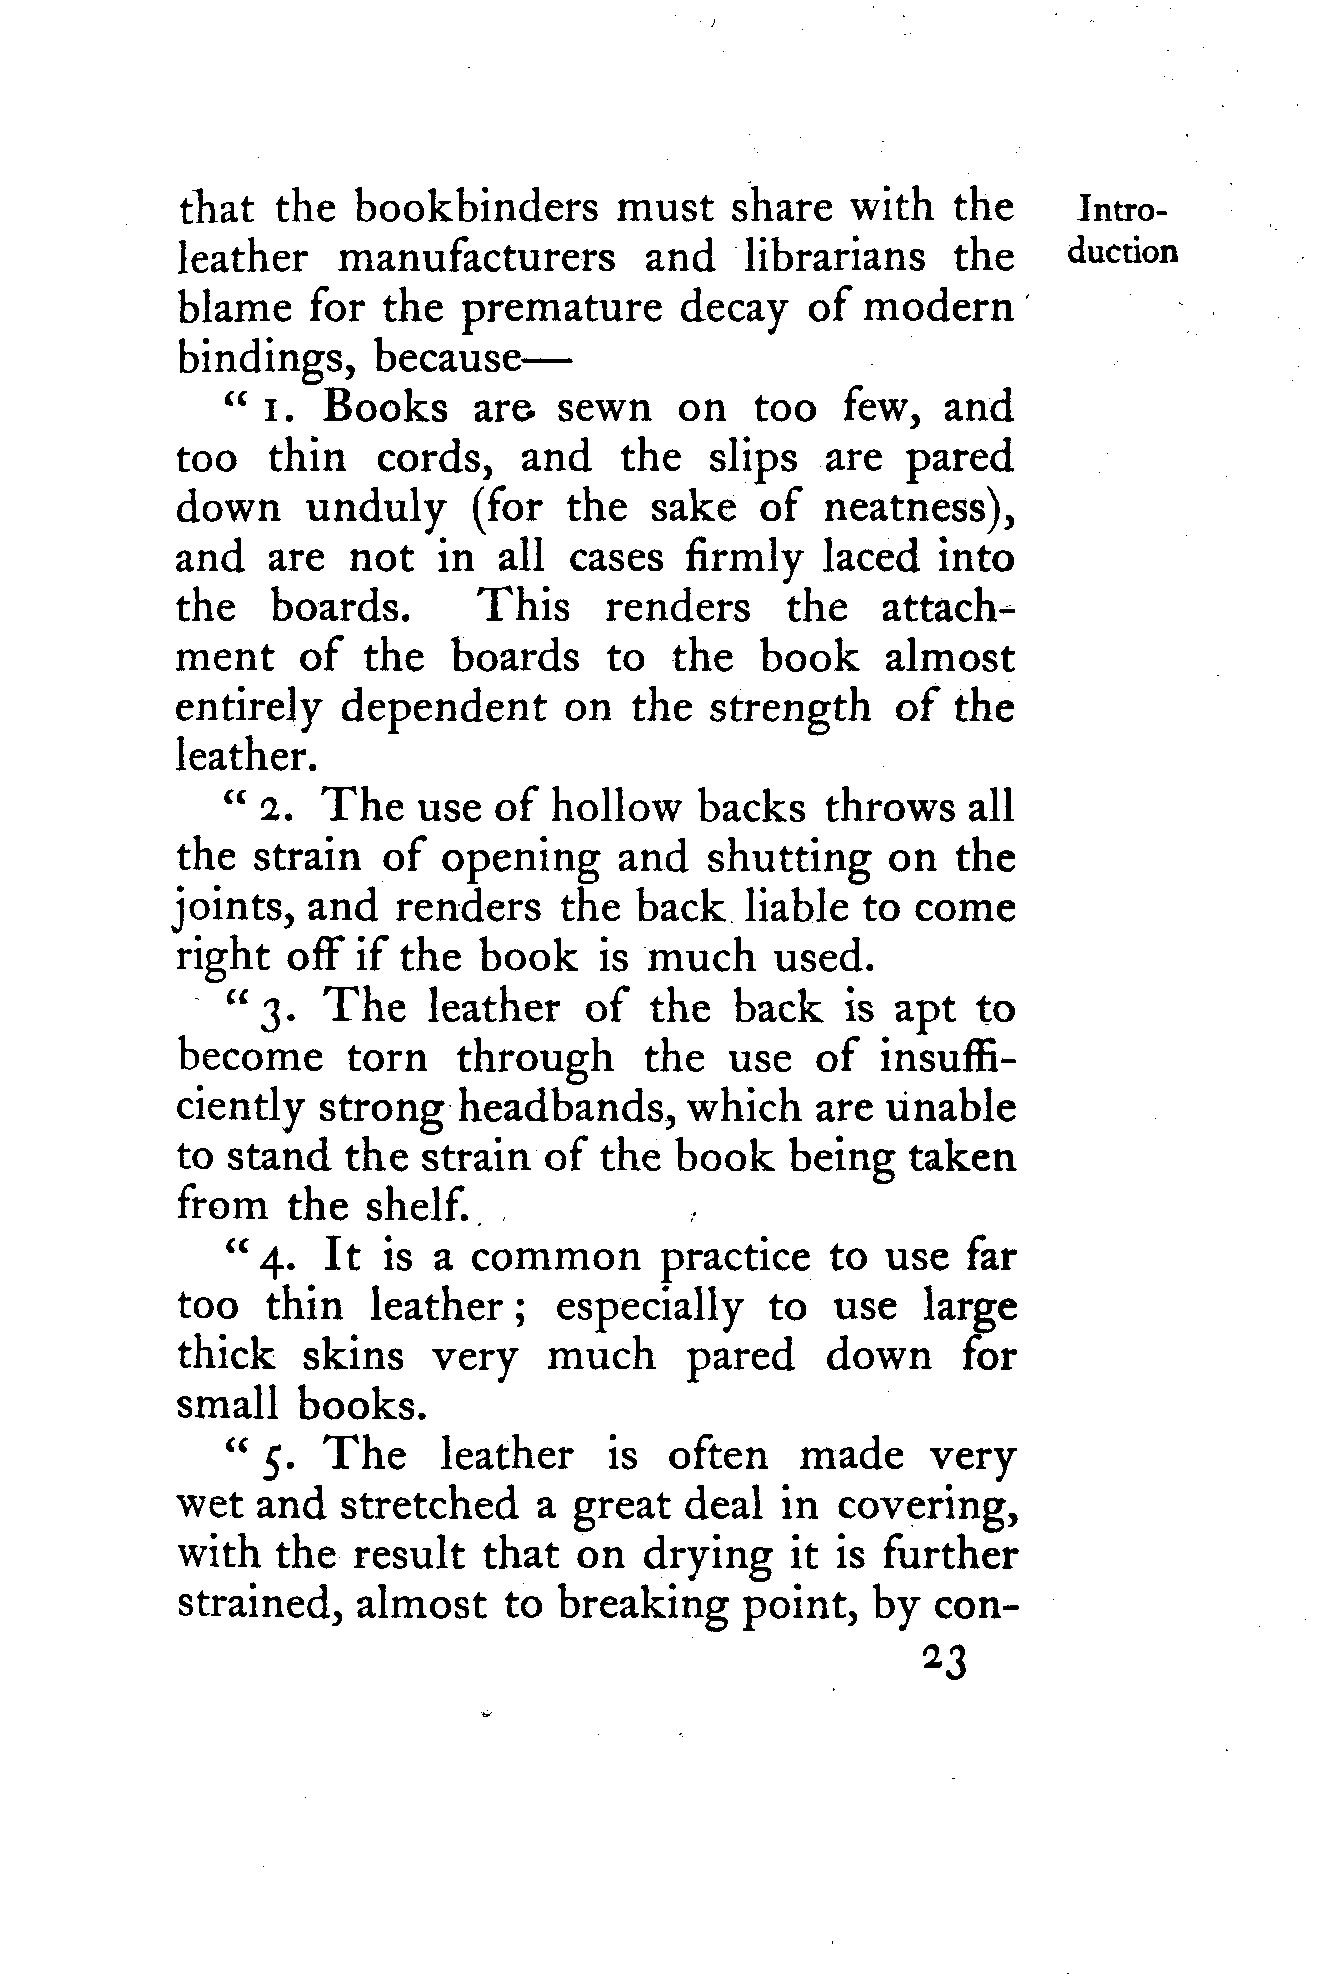 that the bookbinders must share with the
leather manufacturers and librarians the
blame for the premature decay of modern
bindings, because—
“ 1. Books are sewn on too few, and
too thin cords, and the slips are pared
down unduly (for the sake of neatness),
and are not in all cases firmly laced into
the boards. This renders the attach-
ment of the boards to the book almost
entirely dependent on the strength of the
leather.
“ 2. The use of hollow backs throws all
the strain of opening and shutting on the
joints, and renders the back liable to come
right off if the book is much used.
“ 3. The leather of the back is apt to
become torn through the use of insuffi-
ciently strong headbands, which are unable
to stand the strain of the book being taken
from the shelf.
“ 4. It is a common practice to use far
too thin leather ; especially to use large
thick skins very much pared down for
small books.
“ 5. The leather is often made very
wet and stretched a great deal in covering,
with the result that on drying it is further
strained, almost to breaking point, by con-
23
Intro-
duction